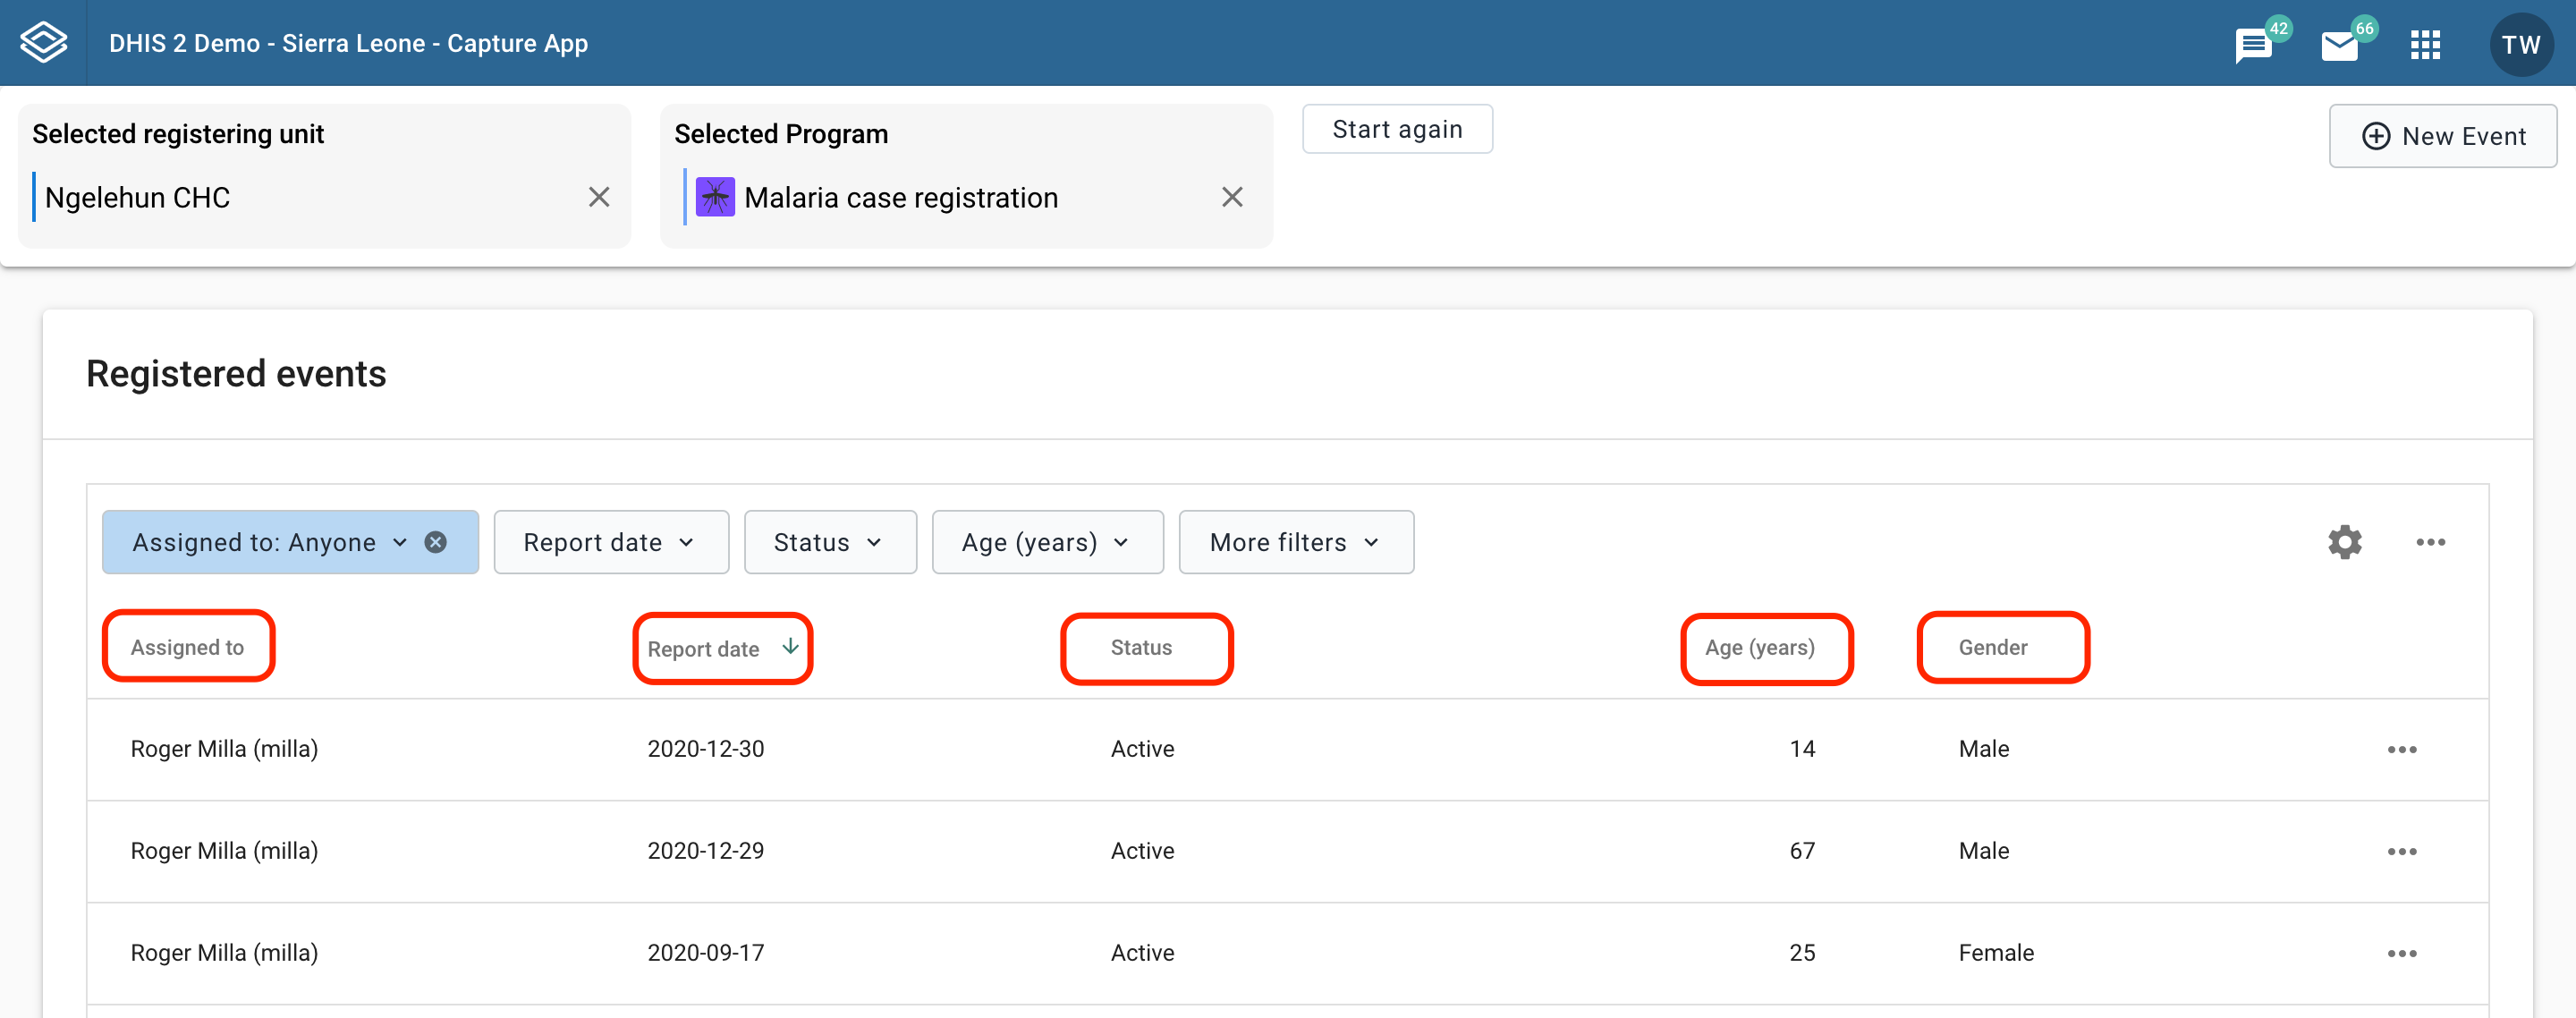 DHIS 2 Demo - Sierra Leone - Capture App
42
66
TW
Selected registering unit
Ngelehun CHC
Selected Program
Malaria case registration
Start again
New Event
Registered events
Assigned to: Anyone
Report date
Status
Age (years)
More filters
Assigned to
Report date
Status
Age (years)
Gender
Roger Milla (milla) 2020-12-30 Active 14 Male
Roger Milla (milla) 2020-12-29 Active 67 Male
Roger Milla (milla) 2020-09-17 Active 25 Female